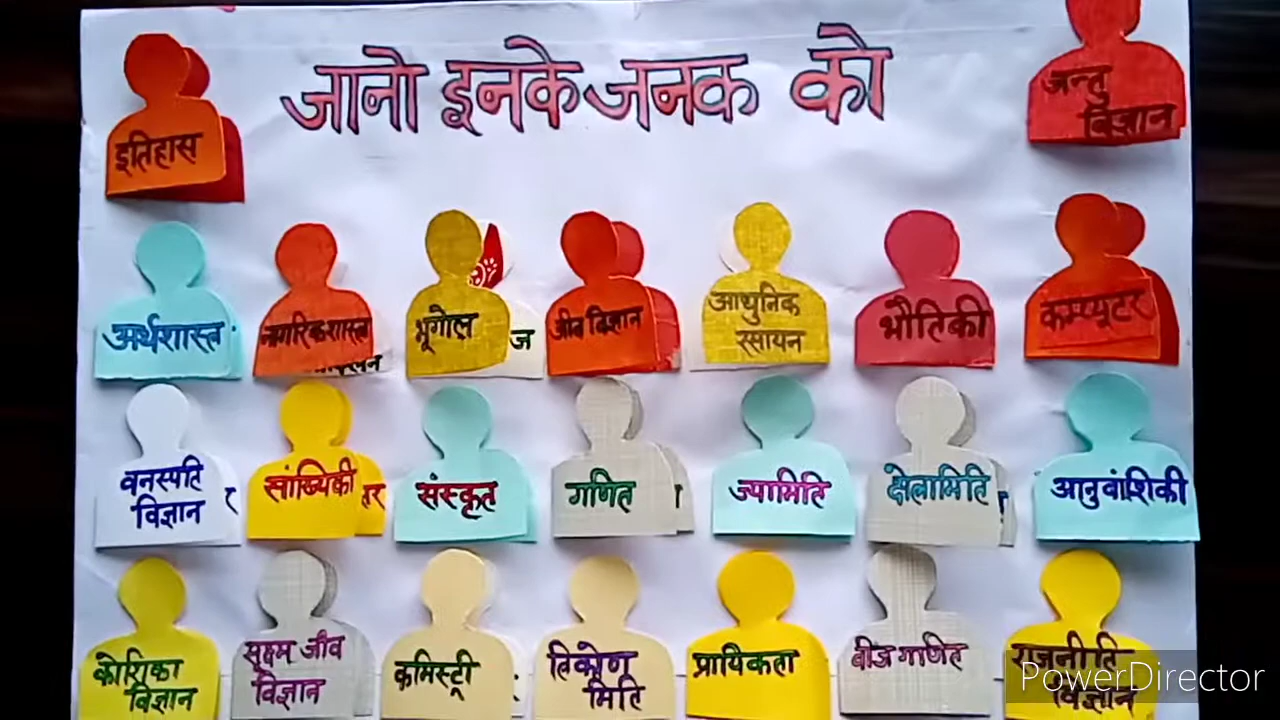 जानो इनके जनक को
इतिहास
जन्तु
विज्ञान
अर्थशास्त्र
नागरिकशास्त्र
भूगोल
ज
जीव विज्ञान
आधुनिक
रसायन
भौतिकी
कम्प्यूटर
वनस्पति
विज्ञान
सांख्यिकी
संस्कृत
गणित
ज्यामिति
क्षेत्रामिति
आनुवांशिकी
कोशिका
विज्ञान
सूक्ष्म जीव
विज्ञान
कमिस्ट्री
त्रिकोण
मिति
प्रायिकता
बीज गणित
राजनीति
विज्ञान
PowerDirector